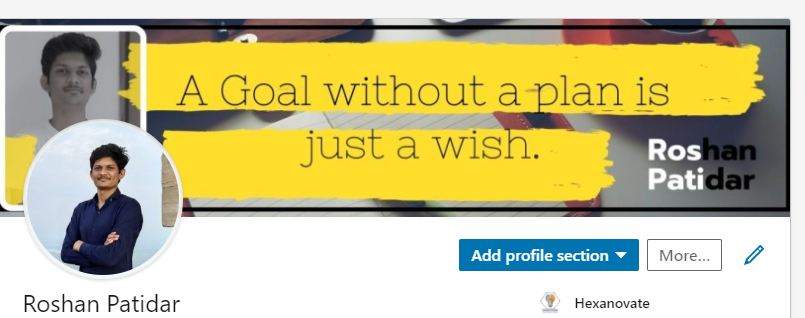 A Goal without a plan is
just a wish.
Roshan
Patidar
Add profile section
More...
Roshan Patidar
Hexanovate